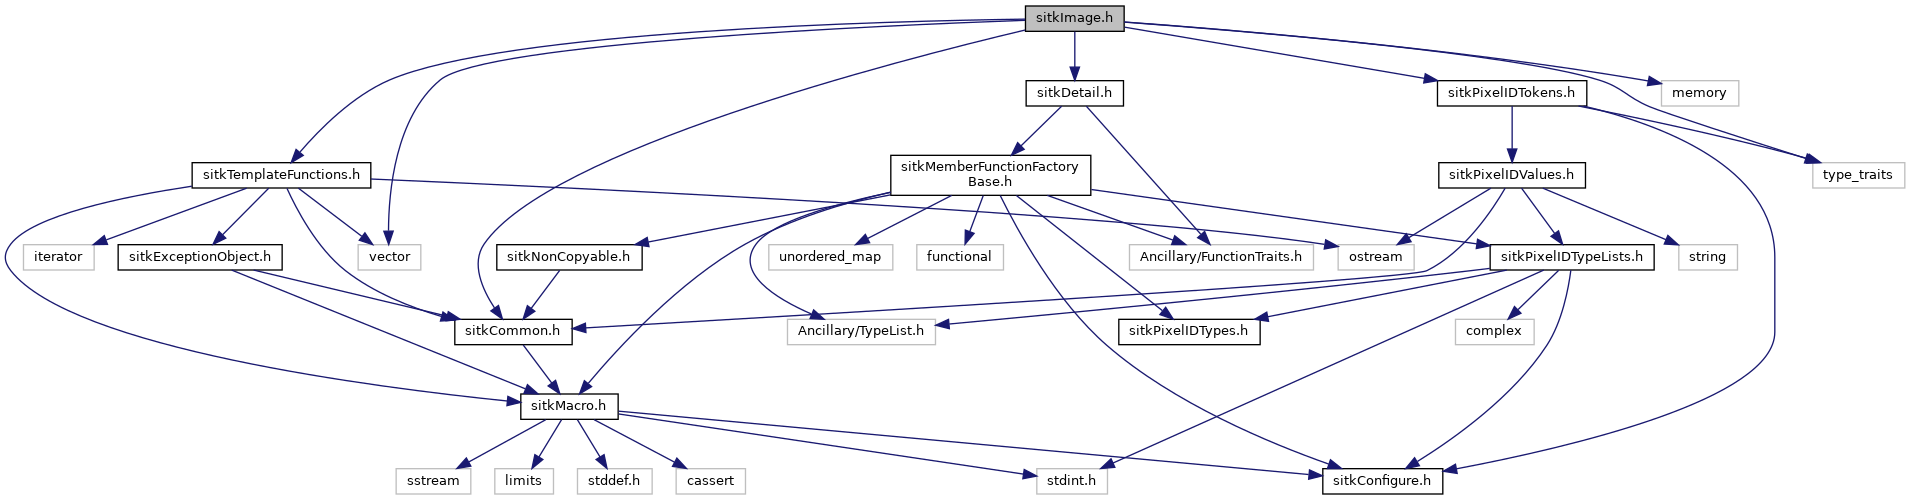 sitkImage.h
sitkDetail.h
sitkPixelIDTokens.h
memory
sitkTemplateFunctions.h
sitkMemberFunctionFactory
Base.h
sitkPixelIDValues.h
type_traits
iterator
sitkExceptionObject.h
vector
sitkNonCopyable.h
unordered_map
functional
Ancillary/FunctionTraits.h
ostream
sitkPixelIDTypeLists.h
string
sitkCommon.h
Ancillary/TypeList.h
sitkPixelIDTypes.h
complex
sitkMacro.h
sstream
limits
stddef.h
cassert
stdint.h
sitkConfigure.h